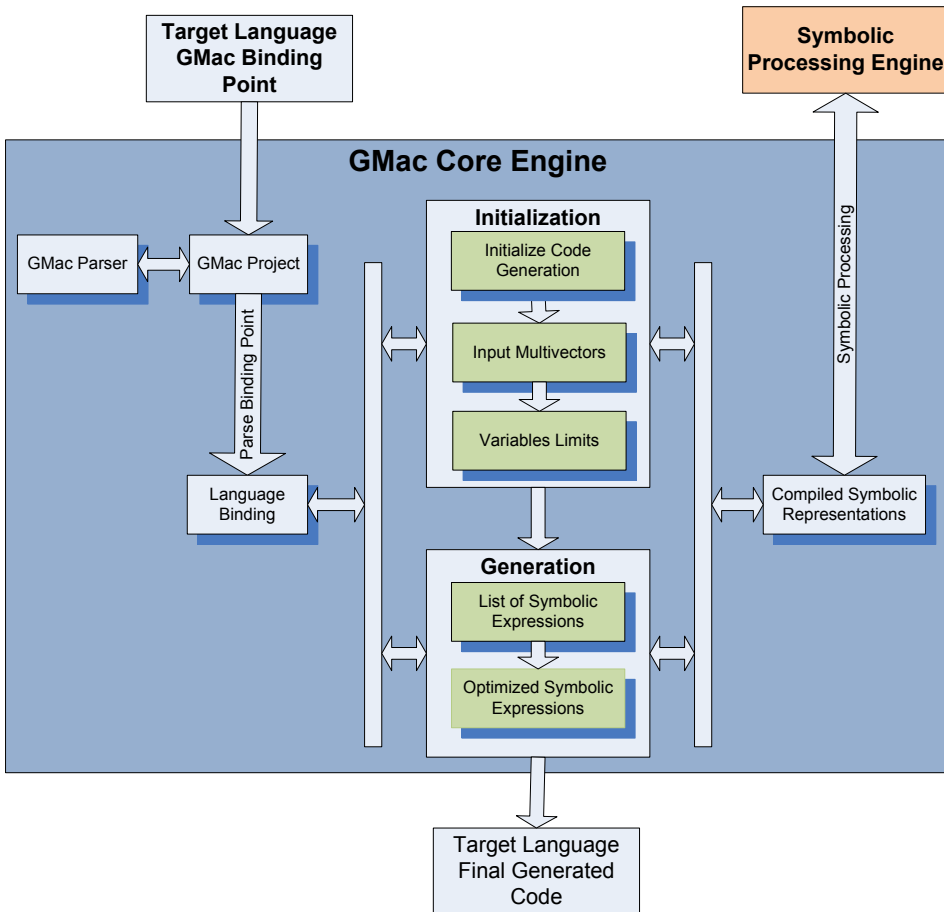 Target Language
GMac Binding
Point
Symbolic
Processing Engine
GMac Core Engine
Initialization
Initialize Code
Generation
GMac Parser
GMac Project
Input Multivectors
Symbolic Processing
Parse Binding Point
Variables Limits
Language
Binding
Compiled Symbolic
Representations
Generation
List of Symbolic
Expressions
Optimized Symbolic
Expressions
Target Language
Final Generated
Code